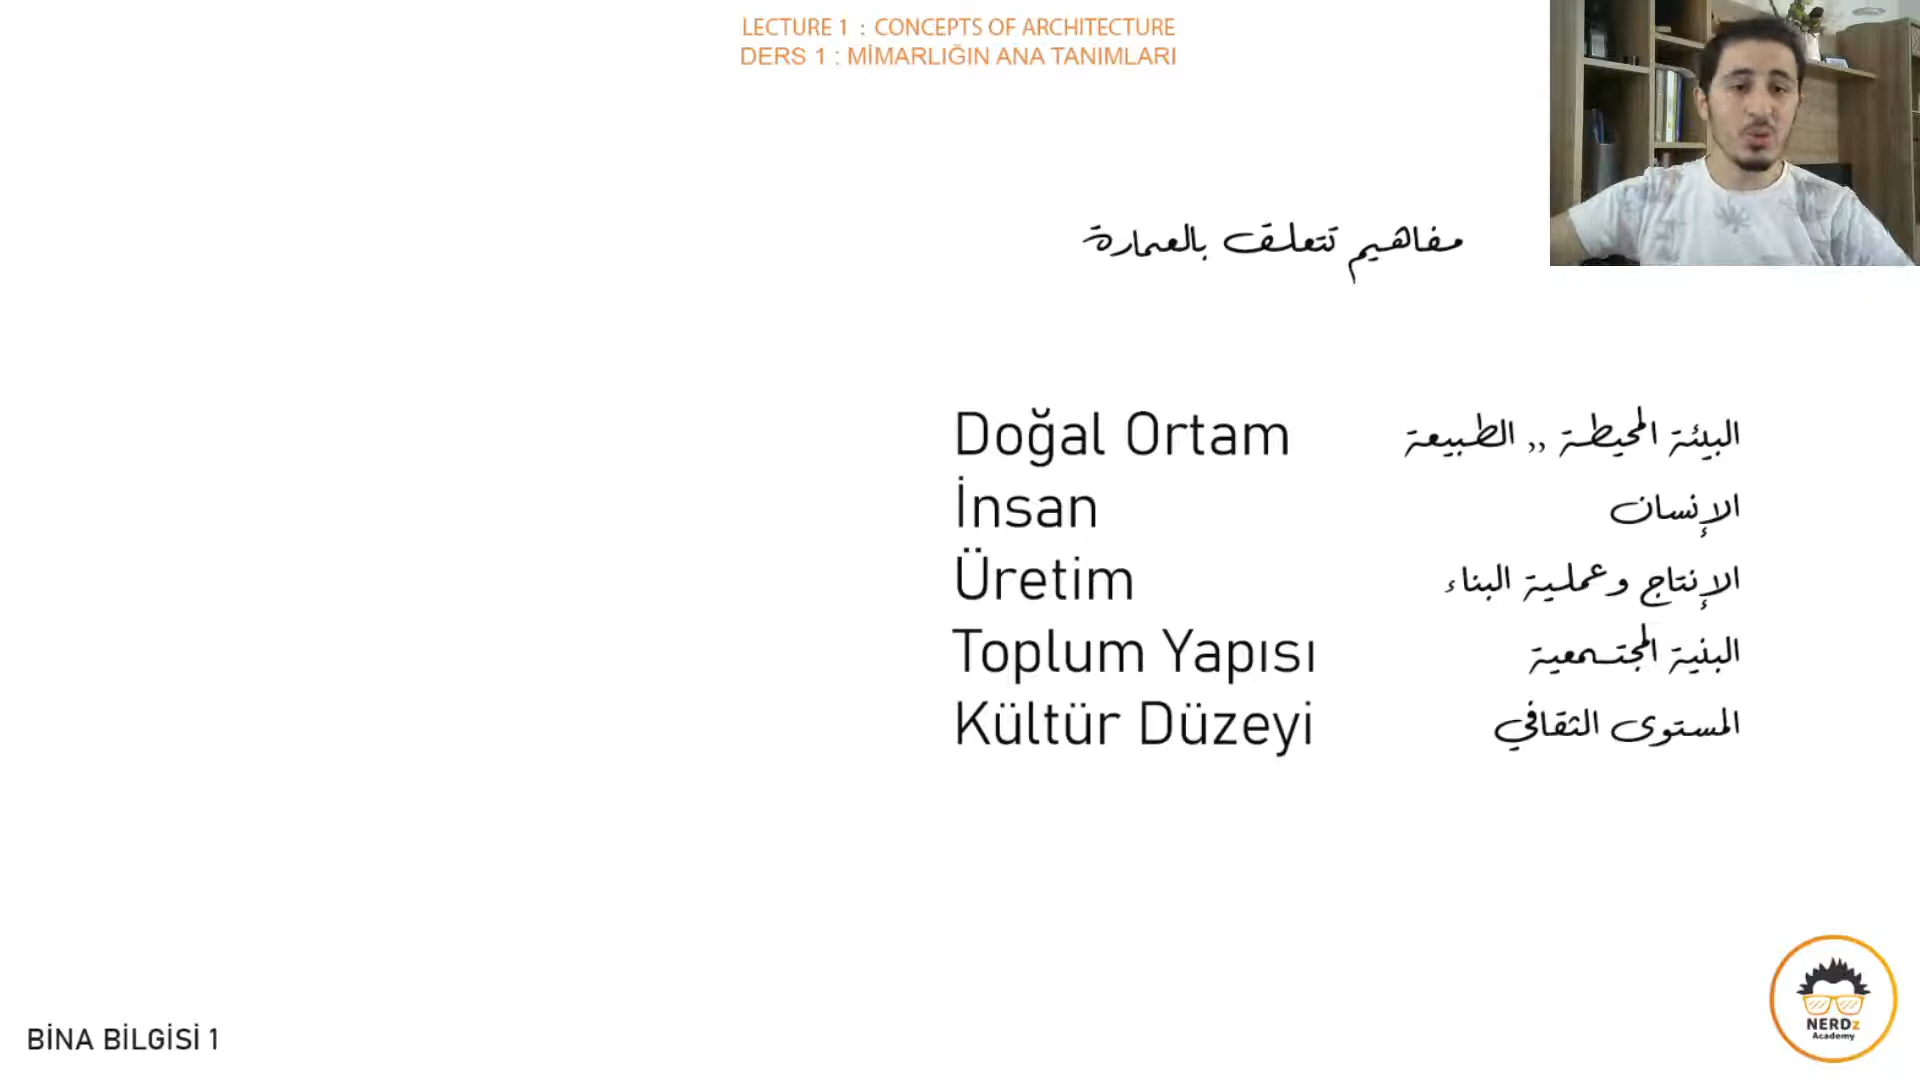 LECTURE 1 : CONCEPTS OF ARCHITECTURE
DERS 1 : MİMARLIĞIN ANA TANIMLARI
مفاهيم تتعلق بالعمارة
Doğal Ortam البيئة المحيطة ,, الطبيعة
İnsan الإنسان
Üretim الإنتاج وعملية البناء
Toplum Yapısı البنية المجتمعية
Kültür Düzeyi المستوى الثقافي
BİNA BİLGİSİ 1
NERDz
Academy